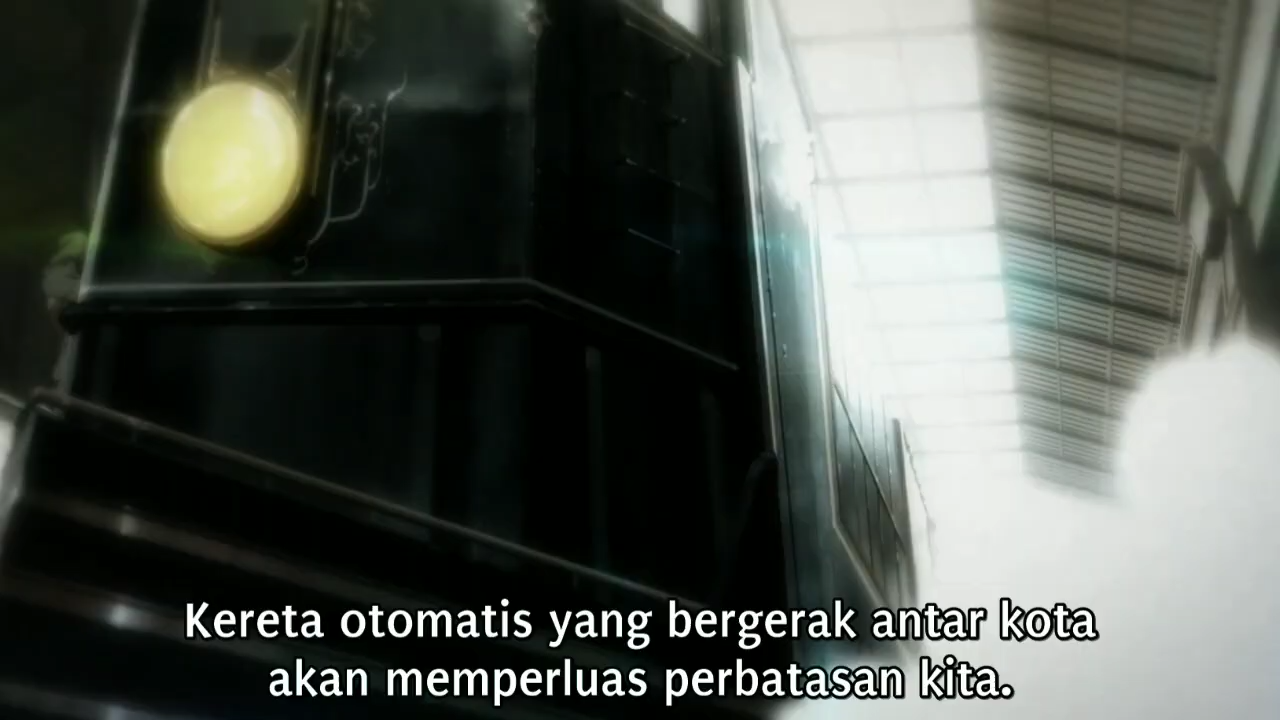 Kereta otomatis yang bergerak antar kota
akan memperluas perbatasan kita.